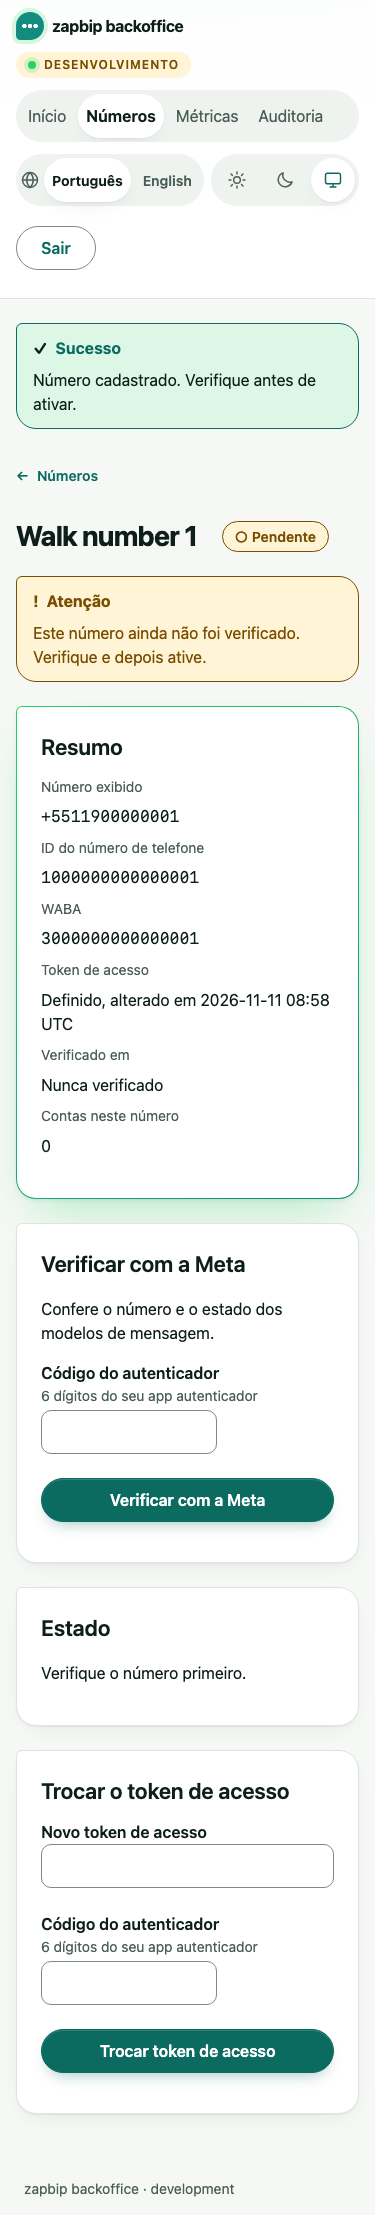 zapbip backoffice
DESENVOLVIMENTO
Início Números Métricas Auditoria
Português English
Sair
✓ Sucesso
Número cadastrado. Verifique antes de
ativar.
← Números
Walk number 1
Pendente
! Atenção
Este número ainda não foi verificado.
Verifique e depois ative.
Resumo
Número exibido
+5511900000001
ID do número de telefone
1000000000000001
WABA
3000000000000001
Token de acesso
Definido, alterado em 2026-11-11 08:58
UTC
Verificado em
Nunca verificado
Contas neste número
0
Verificar com a Meta
Confere o número e o estado dos
modelos de mensagem.
Código do autenticador
6 dígitos do seu app autenticador
Verificar com a Meta
Estado
Verifique o número primeiro.
Trocar o token de acesso
Novo token de acesso
Código do autenticador
6 dígitos do seu app autenticador
Trocar token de acesso
zapbip backoffice · development